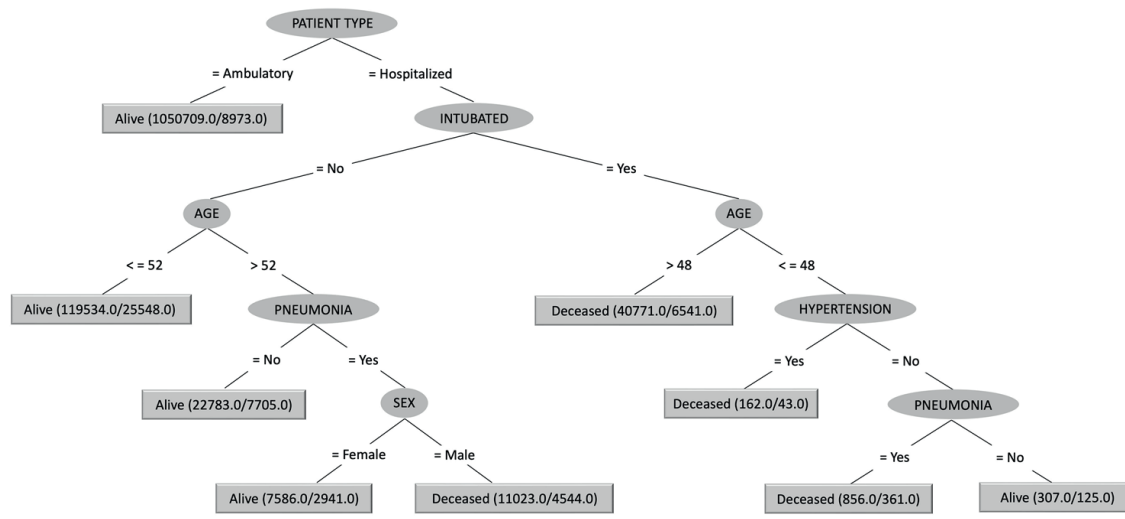 PATIENT TYPE
= Ambulatory
= Hospitalized
Alive (1050709.0/8973.0)
INTUBATED
= No
= Yes
AGE
AGE
< = 52
> 52
> 48
< = 48
Alive (119534.0/25548.0)
PNEUMONIA
Deceased (40771.0/6541.0)
HYPERTENSION
= No
= Yes
= Yes
= No
Alive (22783.0/7705.0)
SEX
Deceased (162.0/43.0)
PNEUMONIA
= Female
= Male
= Yes
= No
Alive (7586.0/2941.0)
Deceased (11023.0/4544.0)
Deceased (856.0/361.0)
Alive (307.0/125.0)